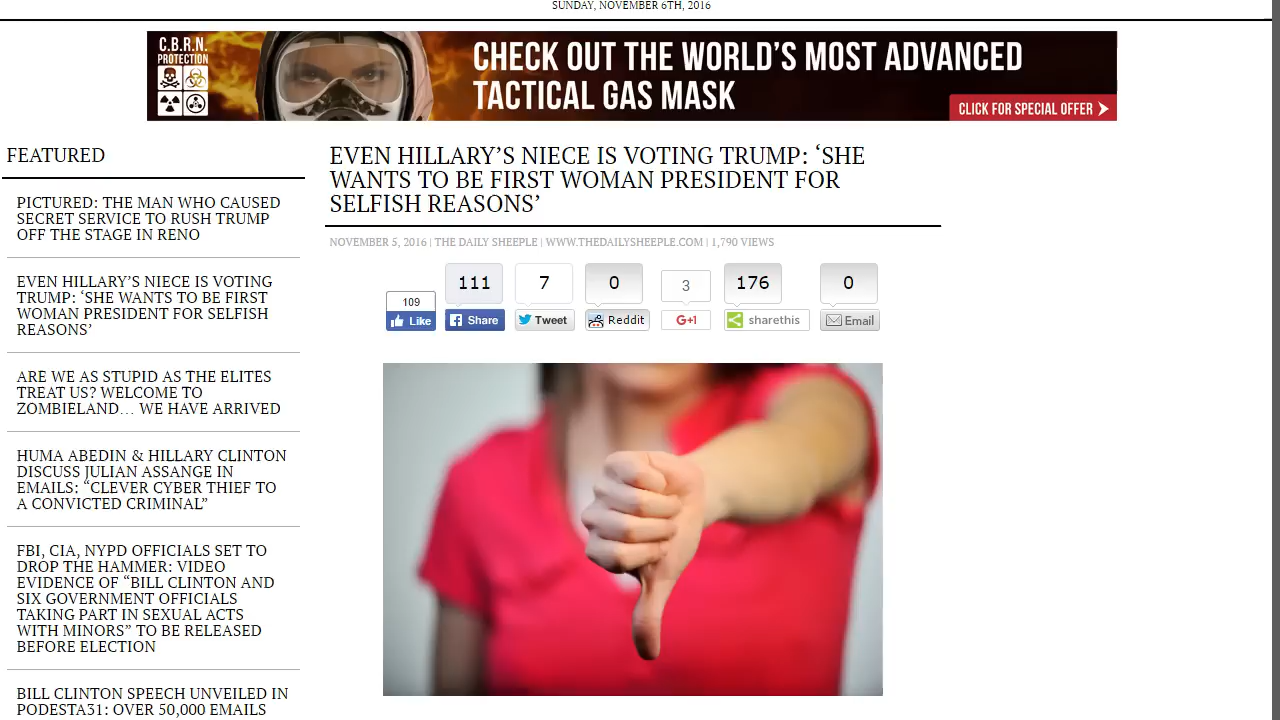 SUNDAY, NOVEMBER 6TH, 2016
C.B.R.N.
PROTECTION
CHECK OUT THE WORLD'S MOST ADVANCED
TACTICAL GAS MASK
CLICK FOR SPECIAL OFFER
FEATURED
PICTURED: THE MAN WHO CAUSED
SECRET SERVICE TO RUSH TRUMP
OFF THE STAGE IN RENO
EVEN HILLARY’S NIECE IS VOTING
TRUMP: ‘SHE WANTS TO BE FIRST
WOMAN PRESIDENT FOR SELFISH
REASONS’
ARE WE AS STUPID AS THE ELITES
TREAT US? WELCOME TO
ZOMBIELAND… WE HAVE ARRIVED
HUMA ABEDIN & HILLARY CLINTON
DISCUSS JULIAN ASSANGE IN
EMAILS: “CLEVER CYBER THIEF TO
A CONVICTED CRIMINAL”
FBI, CIA, NYPD OFFICIALS SET TO
DROP THE HAMMER: VIDEO
EVIDENCE OF “BILL CLINTON AND
SIX GOVERNMENT OFFICIALS
TAKING PART IN SEXUAL ACTS
WITH MINORS” TO BE RELEASED
BEFORE ELECTION
BILL CLINTON SPEECH UNVEILED IN
PODESTA31: OVER 50,000 EMAILS
EVEN HILLARY’S NIECE IS VOTING TRUMP: ‘SHE
WANTS TO BE FIRST WOMAN PRESIDENT FOR
SELFISH REASONS’
NOVEMBER 5, 2016 | THE DAILY SHEEPLE | WWW.THEDAILYSHEEPLE.COM | 1,790 VIEWS
109 111 7 0 3 176 0
Like Share Tweet Reddit G+1 sharethis Email